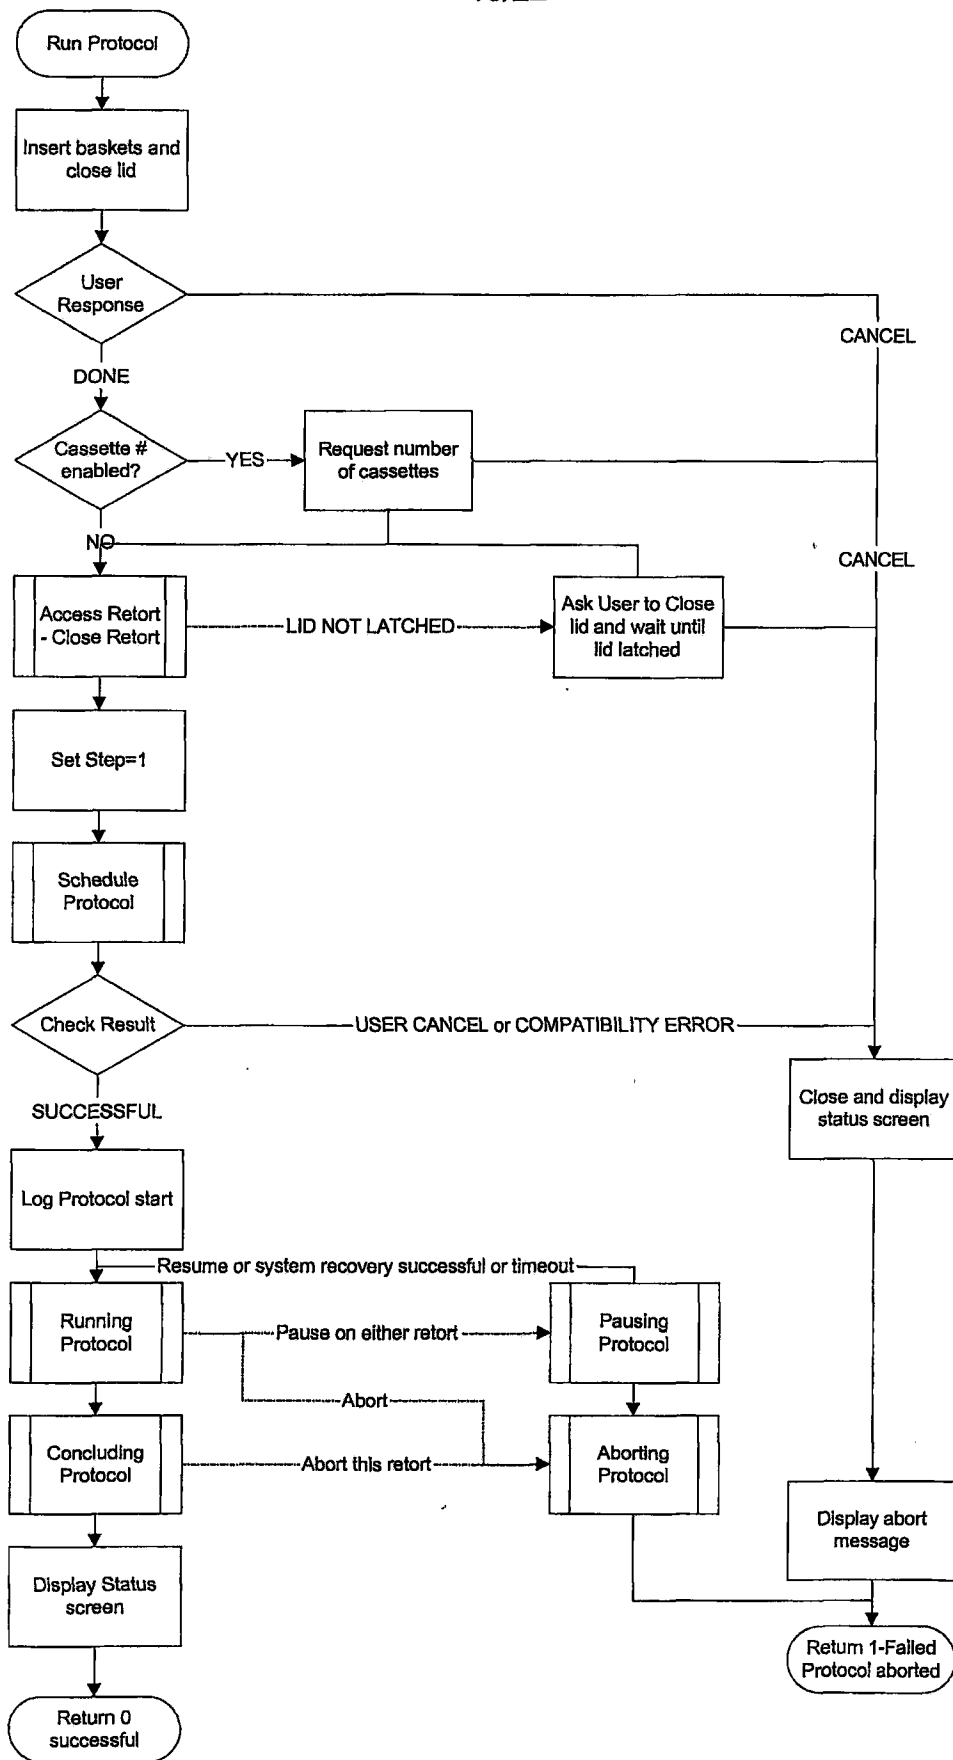 Run Protocol
Insert baskets and
close lid
User
Response
CANCEL
DONE
Cassette #
enabled?
YES
Request number
of cassettes
NO
CANCEL
Access Retort
- Close Retort
LID NOT LATCHED
Ask User to Close
lid and wait until
lid latched
Set Step=1
Schedule
Protocol
Check Result
USER CANCEL or COMPATIBILITY ERROR
SUCCESSFUL
Close and display
status screen
Log Protocol start
Resume or system recovery successful or timeout
Running
Protocol
Pause on either retort
Pausing
Protocol
Abort
Concluding
Protocol
Abort this retort
Aborting
Protocol
Display abort
message
Display Status
screen
Return 1-Failed
Protocol aborted
Return 0
successful